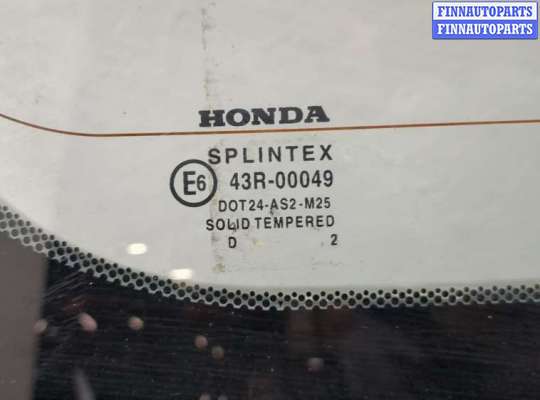 FINNAUTOPARTS
FINNAUTOPARTS
HONDA
SPLINTEX
E6 43R-00049
DOT24-AS2-M25
SOLID TEMPERED
D 2